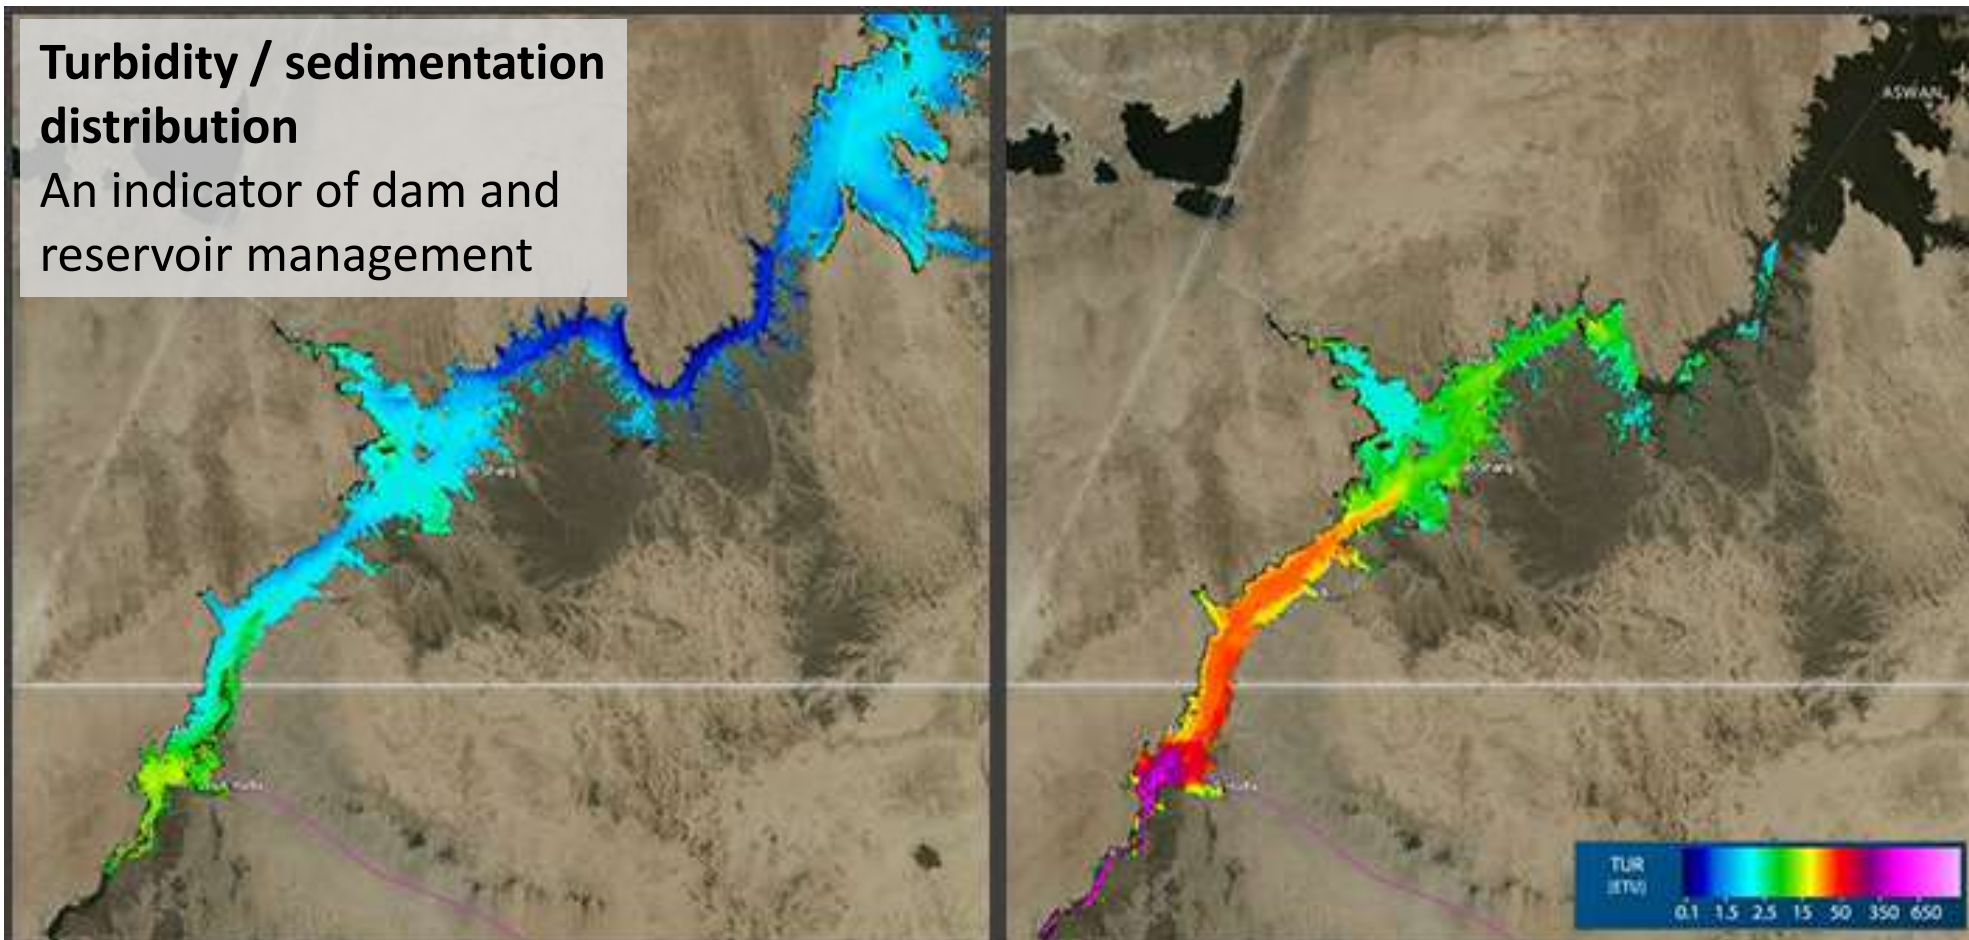 Turbidity / sedimentation
distribution
An indicator of dam and
reservoir management
ASWAN
TUR
(ETU)
0.1 1.5 2.5 15 50 350 650